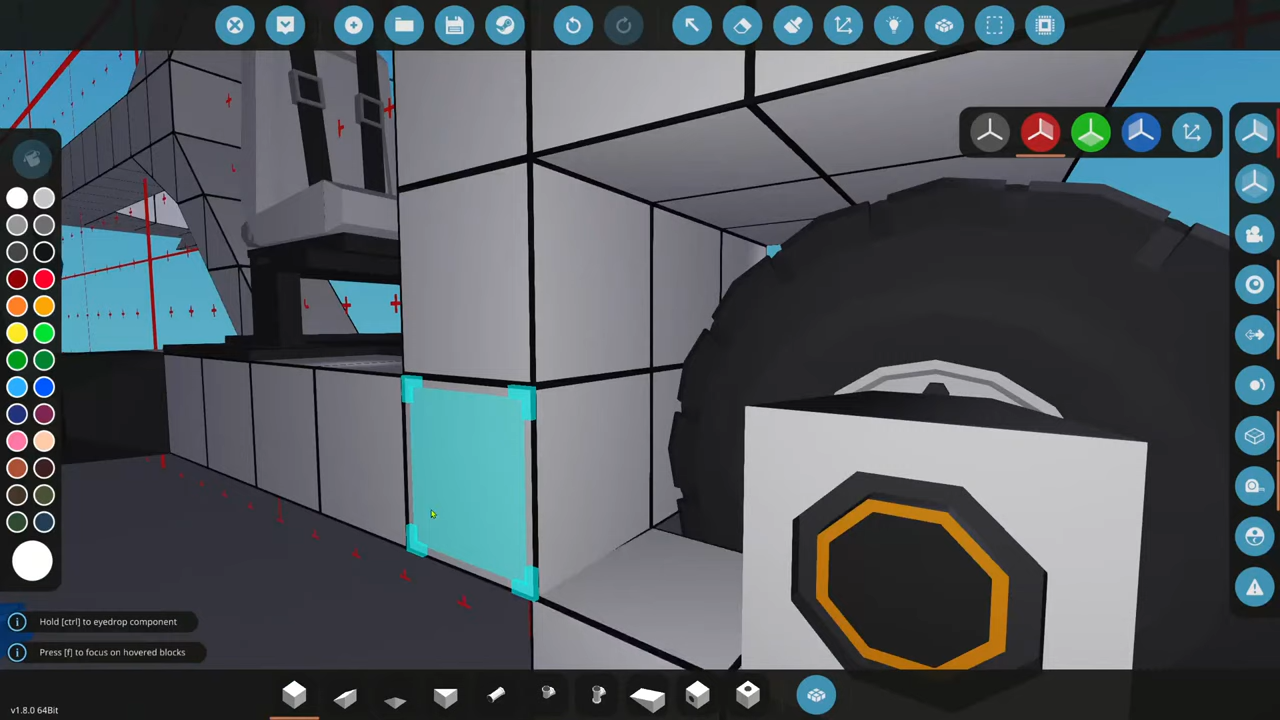 Hold [ctrl] to eyedrop component
Press [f] to focus on hovered blocks
v1.8.0 64Bit